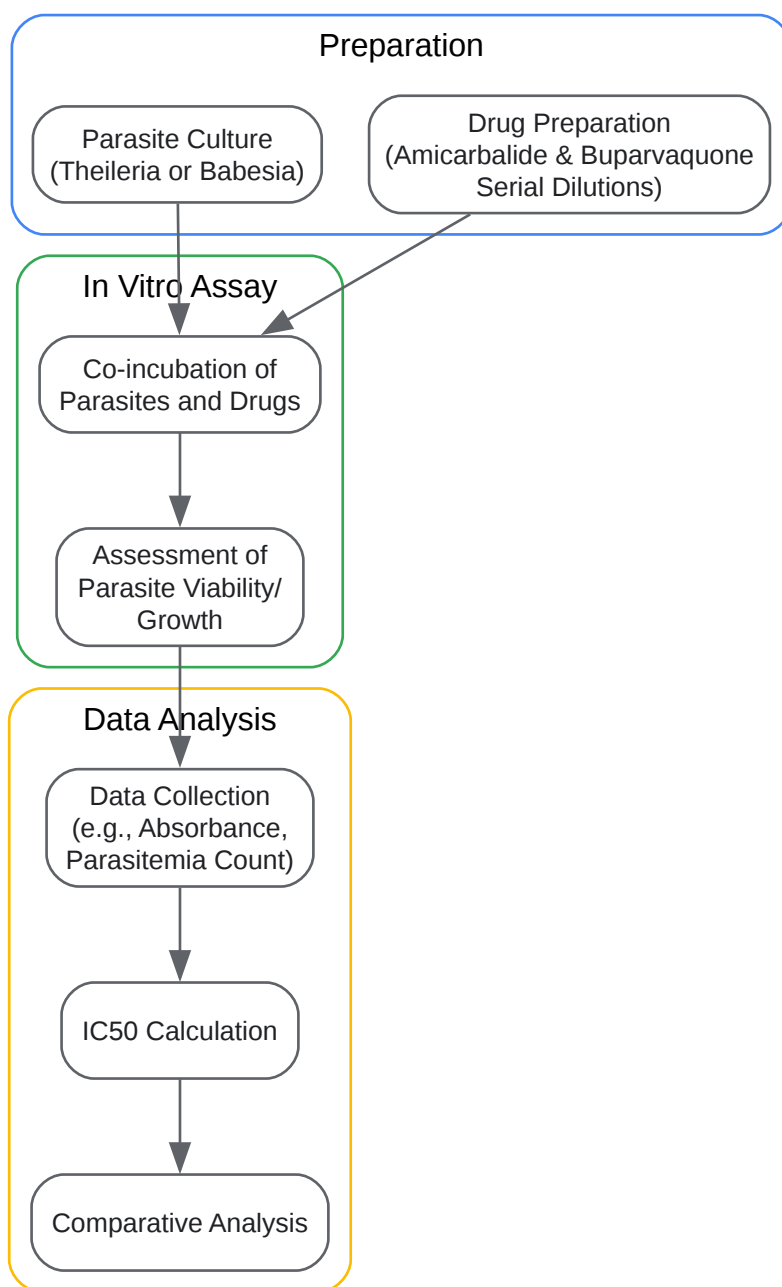 Preparation
Parasite Culture
(Theileria or Babesia)
Drug Preparation
(Amicarbalide & Buparvaquone
Serial Dilutions)
In Vitro Assay
Co-incubation of
Parasites and Drugs
Assessment of
Parasite Viability/
Growth
Data Analysis
Data Collection
(e.g., Absorbance,
Parasitemia Count)
IC50 Calculation
Comparative Analysis